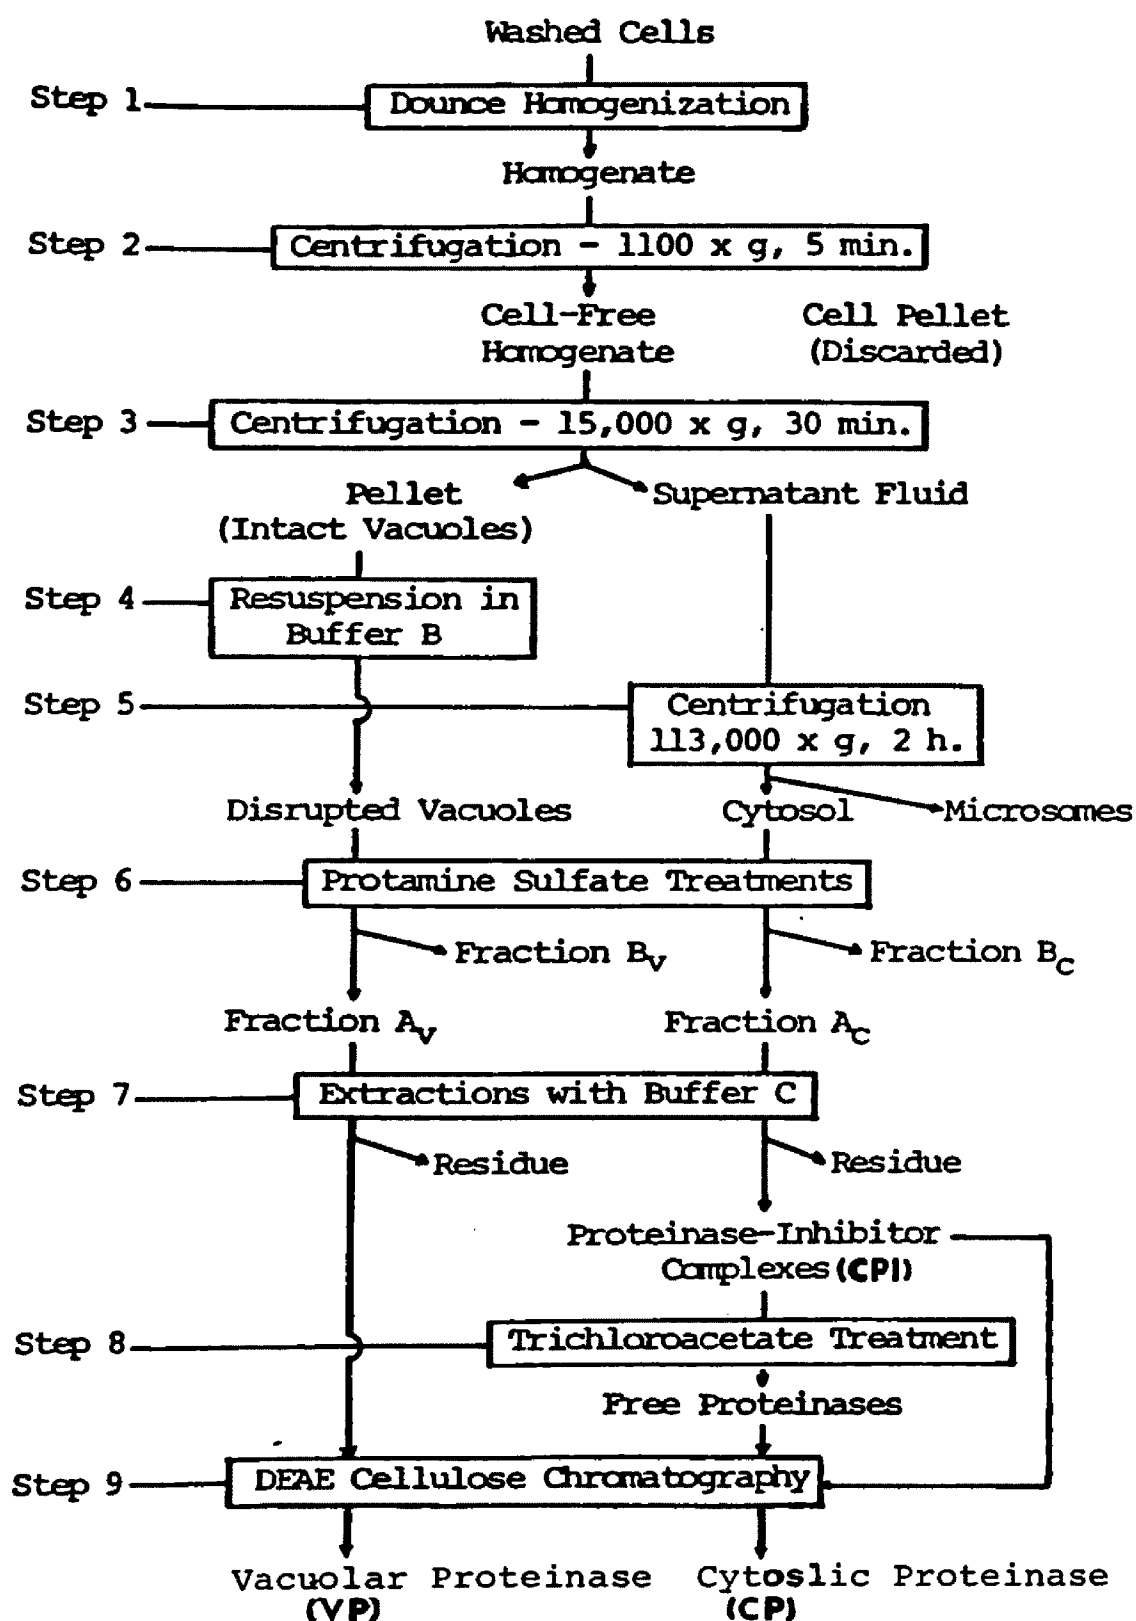 Washed Cells
Step 1
Dounce Homogenization
Homogenate
Step 2
Centrifugation - 1100 x g, 5 min.
Cell-Free
Homogenate
Cell Pellet
(Discarded)
Step 3
Centrifugation - 15,000 x g, 30 min.
Pellet
(Intact Vacuoles)
Supernatant Fluid
Step 4
Resuspension in
Buffer B
Step 5
Centrifugation
113,000 x g, 2 h.
Disrupted Vacuoles
Cytosol
Microsomes
Step 6
Protamine Sulfate Treatments
Fraction Bv
Fraction Bc
Fraction Av
Fraction Ac
Step 7
Extractions with Buffer C
Residue
Residue
Proteinase-Inhibitor
Complexes (CPI)
Step 8
Trichloroacetate Treatment
Free Proteinases
Step 9
DEAE Cellulose Chromatography
Vacuolar Proteinase
(VP)
Cytoslic Proteinase
(CP)